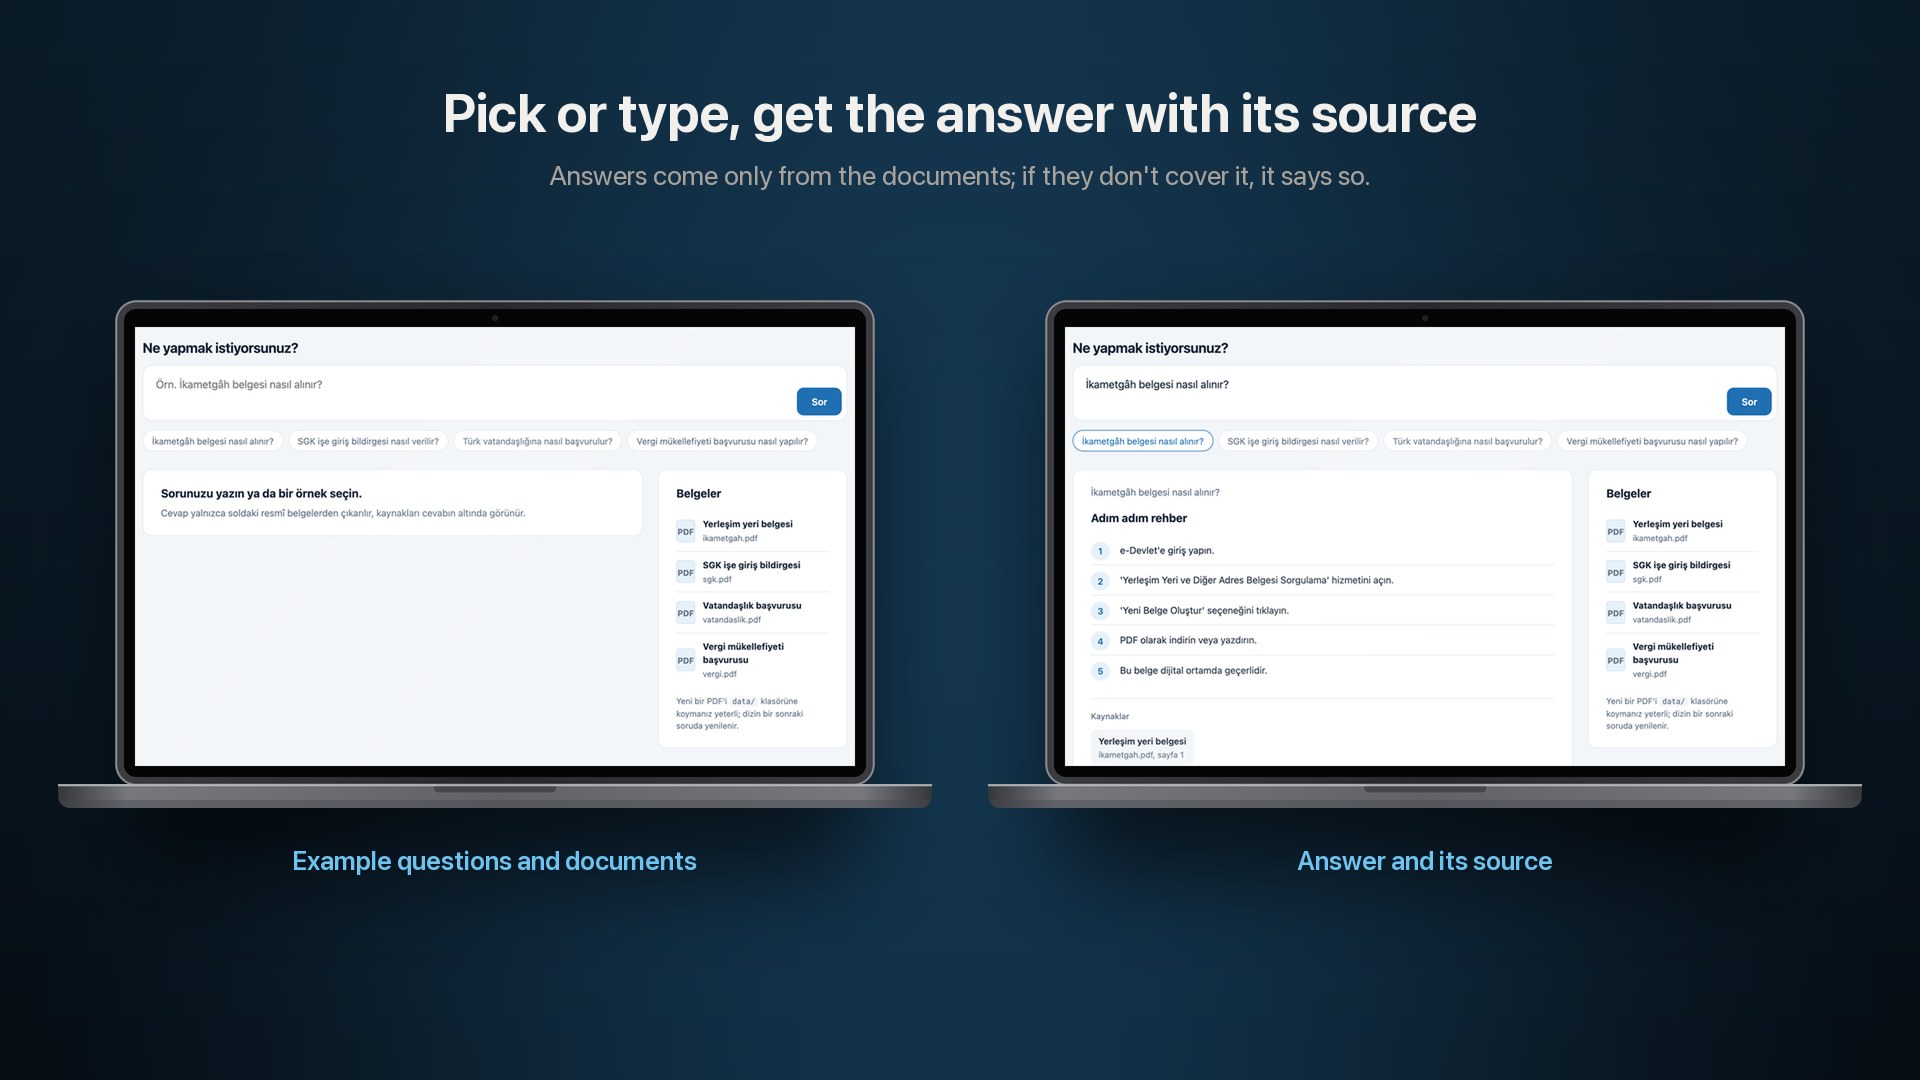 Pick or type, get the answer with its source
Answers come only from the documents; if they don't cover it, it says so.
Ne yapmak istiyorsunuz?
Örn. İkametgâh belgesi nasıl alınır?
Sor
İkametgâh belgesi nasıl alınır?
SGK işe giriş bildirgesi nasıl verilir?
Türk vatandaşlığına nasıl başvurulur?
Vergi mükellefiyeti başvurusu nasıl yapılır?
Sorunuzu yazın ya da bir örnek seçin.
Cevap yalnızca soldaki resmî belgelerden çıkarılır, kaynakları cevabın altında görünür.
Belgeler
PDF
Yerleşim yeri belgesi
ikametgah.pdf
PDF
SGK işe giriş bildirgesi
sgk.pdf
PDF
Vatandaşlık başvurusu
vatandaslik.pdf
PDF
Vergi mükellefiyeti
başvurusu
vergi.pdf
Yeni bir PDF'i data/ klasörüne
koymanız yeterli; dizin bir sonraki
soruda yenilenir.
Example questions and documents
Ne yapmak istiyorsunuz?
İkametgâh belgesi nasıl alınır?
Sor
İkametgâh belgesi nasıl alınır?
SGK işe giriş bildirgesi nasıl verilir?
Türk vatandaşlığına nasıl başvurulur?
Vergi mükellefiyeti başvurusu nasıl yapılır?
İkametgâh belgesi nasıl alınır?
Adım adım rehber
1 e-Devlet'e giriş yapın.
2 'Yerleşim Yeri ve Diğer Adres Belgesi Sorgulama' hizmetini açın.
3 'Yeni Belge Oluştur' seçeneğini tıklayın.
4 PDF olarak indirin veya yazdırın.
5 Bu belge dijital ortamda geçerlidir.
Kaynaklar
Yerleşim yeri belgesi
ikametgah.pdf, sayfa 1
Belgeler
PDF
Yerleşim yeri belgesi
ikametgah.pdf
PDF
SGK işe giriş bildirgesi
sgk.pdf
PDF
Vatandaşlık başvurusu
vatandaslik.pdf
PDF
Vergi mükellefiyeti
başvurusu
vergi.pdf
Yeni bir PDF'i data/ klasörüne
koymanız yeterli; dizin bir sonraki
soruda yenilenir.
Answer and its source